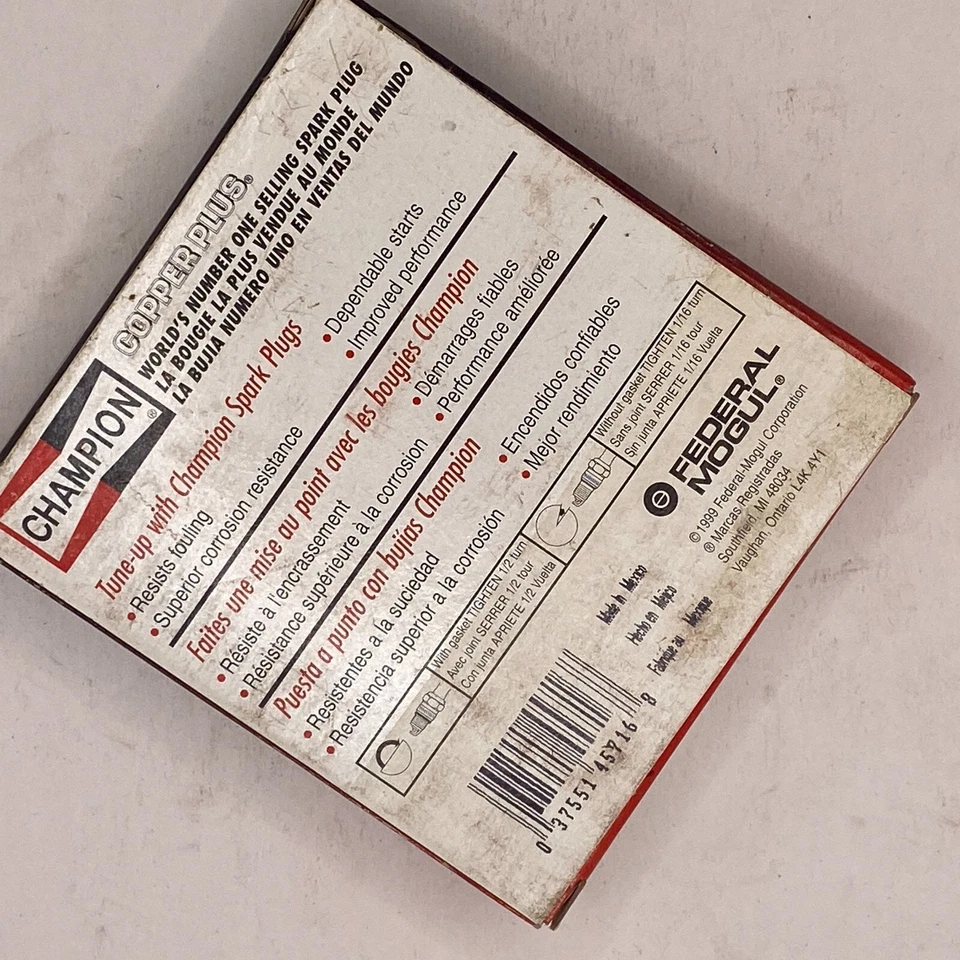 CHAMPION®
COPPER PLUS®
WORLD'S NUMBER ONE SELLING SPARK PLUG
LA BOUGIE LA PLUS VENDUE AU MONDE
LA BUJIA NUMERO UNO EN VENTAS DEL MUNDO
Tune-up with Champion Spark Plugs
• Resists fouling
• Superior corrosion resistance
• Dependable starts
• Improved performance
Faites une mise au point avec les bougies Champion
• Résiste à l'encrassement
• Résistance supérieure à la corrosion
• Démarrages fiables
• Performance améliorée
Puesta a punto con bujías Champion
• Resistentes a la suciedad
• Resistencia superior a la corrosión
• Encendidos confiables
• Mejor rendimiento
With gasket TIGHTEN 1/2 turn
Avec joint SERRER 1/2 tour
Con junta APRIETE 1/2 Vuelta
Without gasket TIGHTEN 1/16 turn
Sans joint SERRER 1/16 tour
Sin junta APRIETE 1/16 Vuelta
0 37551 45716 8
Made in Mexico
Hecho en México
Fabriqué au Mexique
FEDERAL
MOGUL®
©1999 Federal-Mogul Corporation
® Marcas Registradas
Southfield, MI 48034
Vaughan, Ontario L4K 4Y1